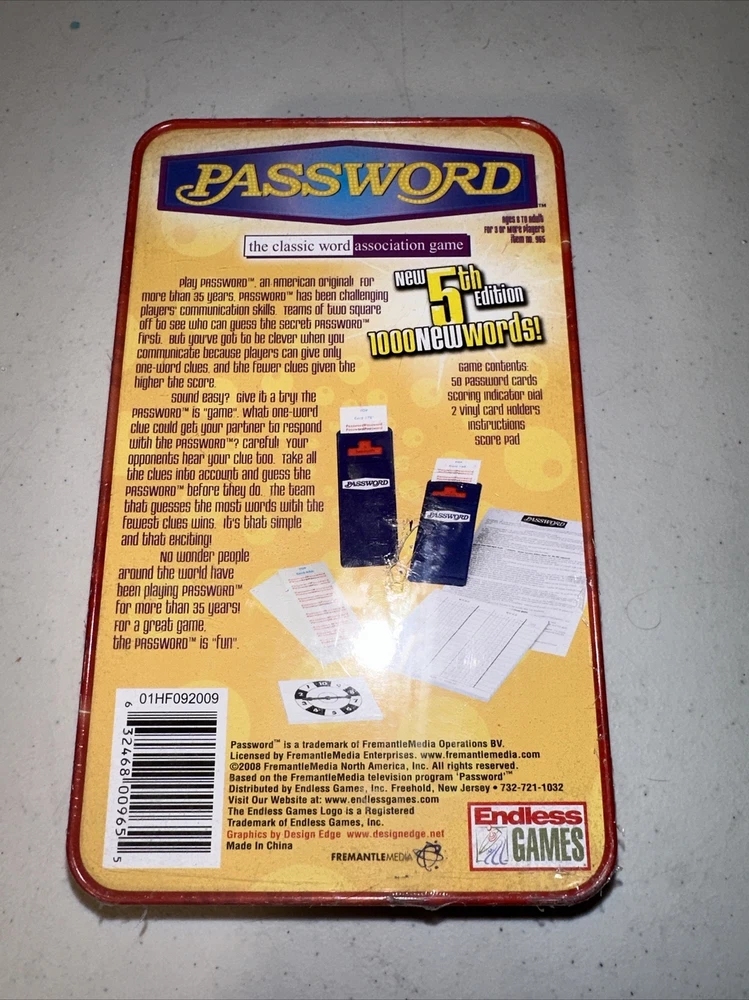 PASSWORD™
Ages 8 to adult
For 3 or More Players
Item no. 965
the classic word association game
New
5th
Edition
1000 New Words!
Play PASSWORD™, an American original! For
more than 35 years, PASSWORD™ has been challenging
players' communication skills. Teams of two square
off to see who can guess the secret PASSWORD™
first. But you've got to be clever when you
communicate because players can give only
one-word clues, and the fewer clues given the
higher the score.
Sound easy? Give it a try! The
PASSWORD™ is "game". What one-word
clue could get your partner to respond
with the PASSWORD™? Careful! Your
opponents hear your clue too. Take all
the clues into account and guess the
PASSWORD™ before they do. The team
that guesses the most words with the
fewest clues wins. It's that simple
and that exciting!
No wonder people
around the world have
been playing PASSWORD™
for more than 35 years!
For a great game,
the PASSWORD™ is "fun".
Game contents:
50 Password cards
Scoring indicator dial
2 vinyl card holders
Instructions
Score pad
PASSWORD
PASSWORD
PASSWORD
01HF092009
6 32468 00965 5
Password™ is a trademark of FremantleMedia Operations BV.
Licensed by FremantleMedia Enterprises. www.fremantlemedia.com
©2008 FremantleMedia North America, Inc. All rights reserved.
Based on the FremantleMedia television program 'Password'™
Distributed by Endless Games, Inc. Freehold, New Jersey • 732-721-1032
Visit Our Website at: www.endlessgames.com
The Endless Games Logo is a Registered
Trademark of Endless Games, Inc.
Graphics by Design Edge www.designedge.net
Made In China
FREMANTLEMEDIA
Endless
GAMES